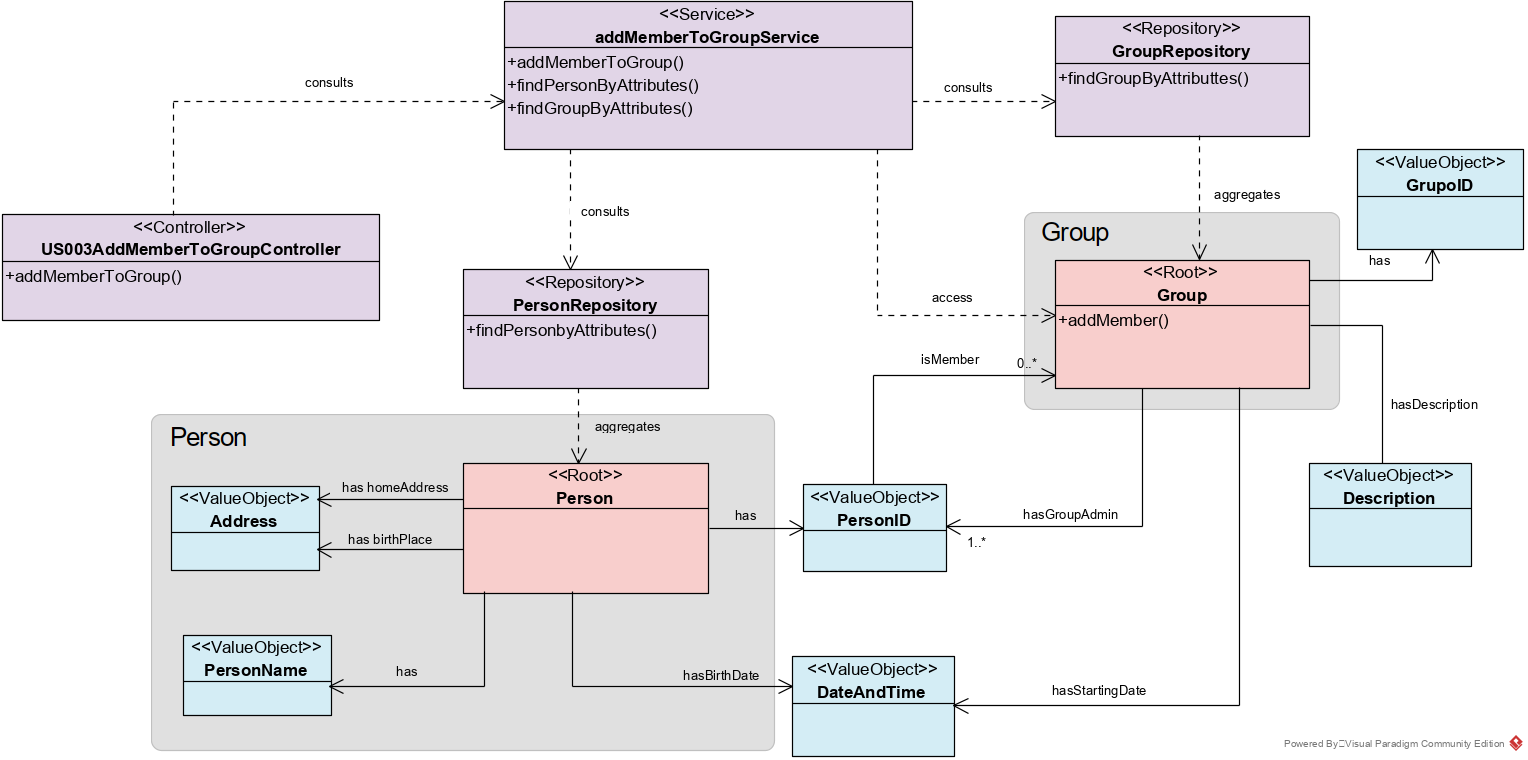 <<Service>>
addMemberToGroupService
+addMemberToGroup()
+findPersonByAttributes()
+findGroupByAttributes()
<<Repository>>
GroupRepository
+findGroupByAttributtes()
consults
consults
<<ValueObject>>
GrupoID
consults
aggregates
<<Controller>>
US003AddMemberToGroupController
+addMemberToGroup()
Group
has
<<Repository>>
PersonRepository
+findPersonbyAttributes()
access
<<Root>>
Group
+addMember()
isMember
0..*
hasDescription
aggregates
Person
<<Root>>
Person
has homeAddress
has birthPlace
<<ValueObject>>
Address
has
<<ValueObject>>
PersonID
hasGroupAdmin
1..*
<<ValueObject>>
Description
<<ValueObject>>
PersonName
has
hasBirthDate
<<ValueObject>>
DateAndTime
hasStartingDate
Powered By Visual Paradigm Community Edition